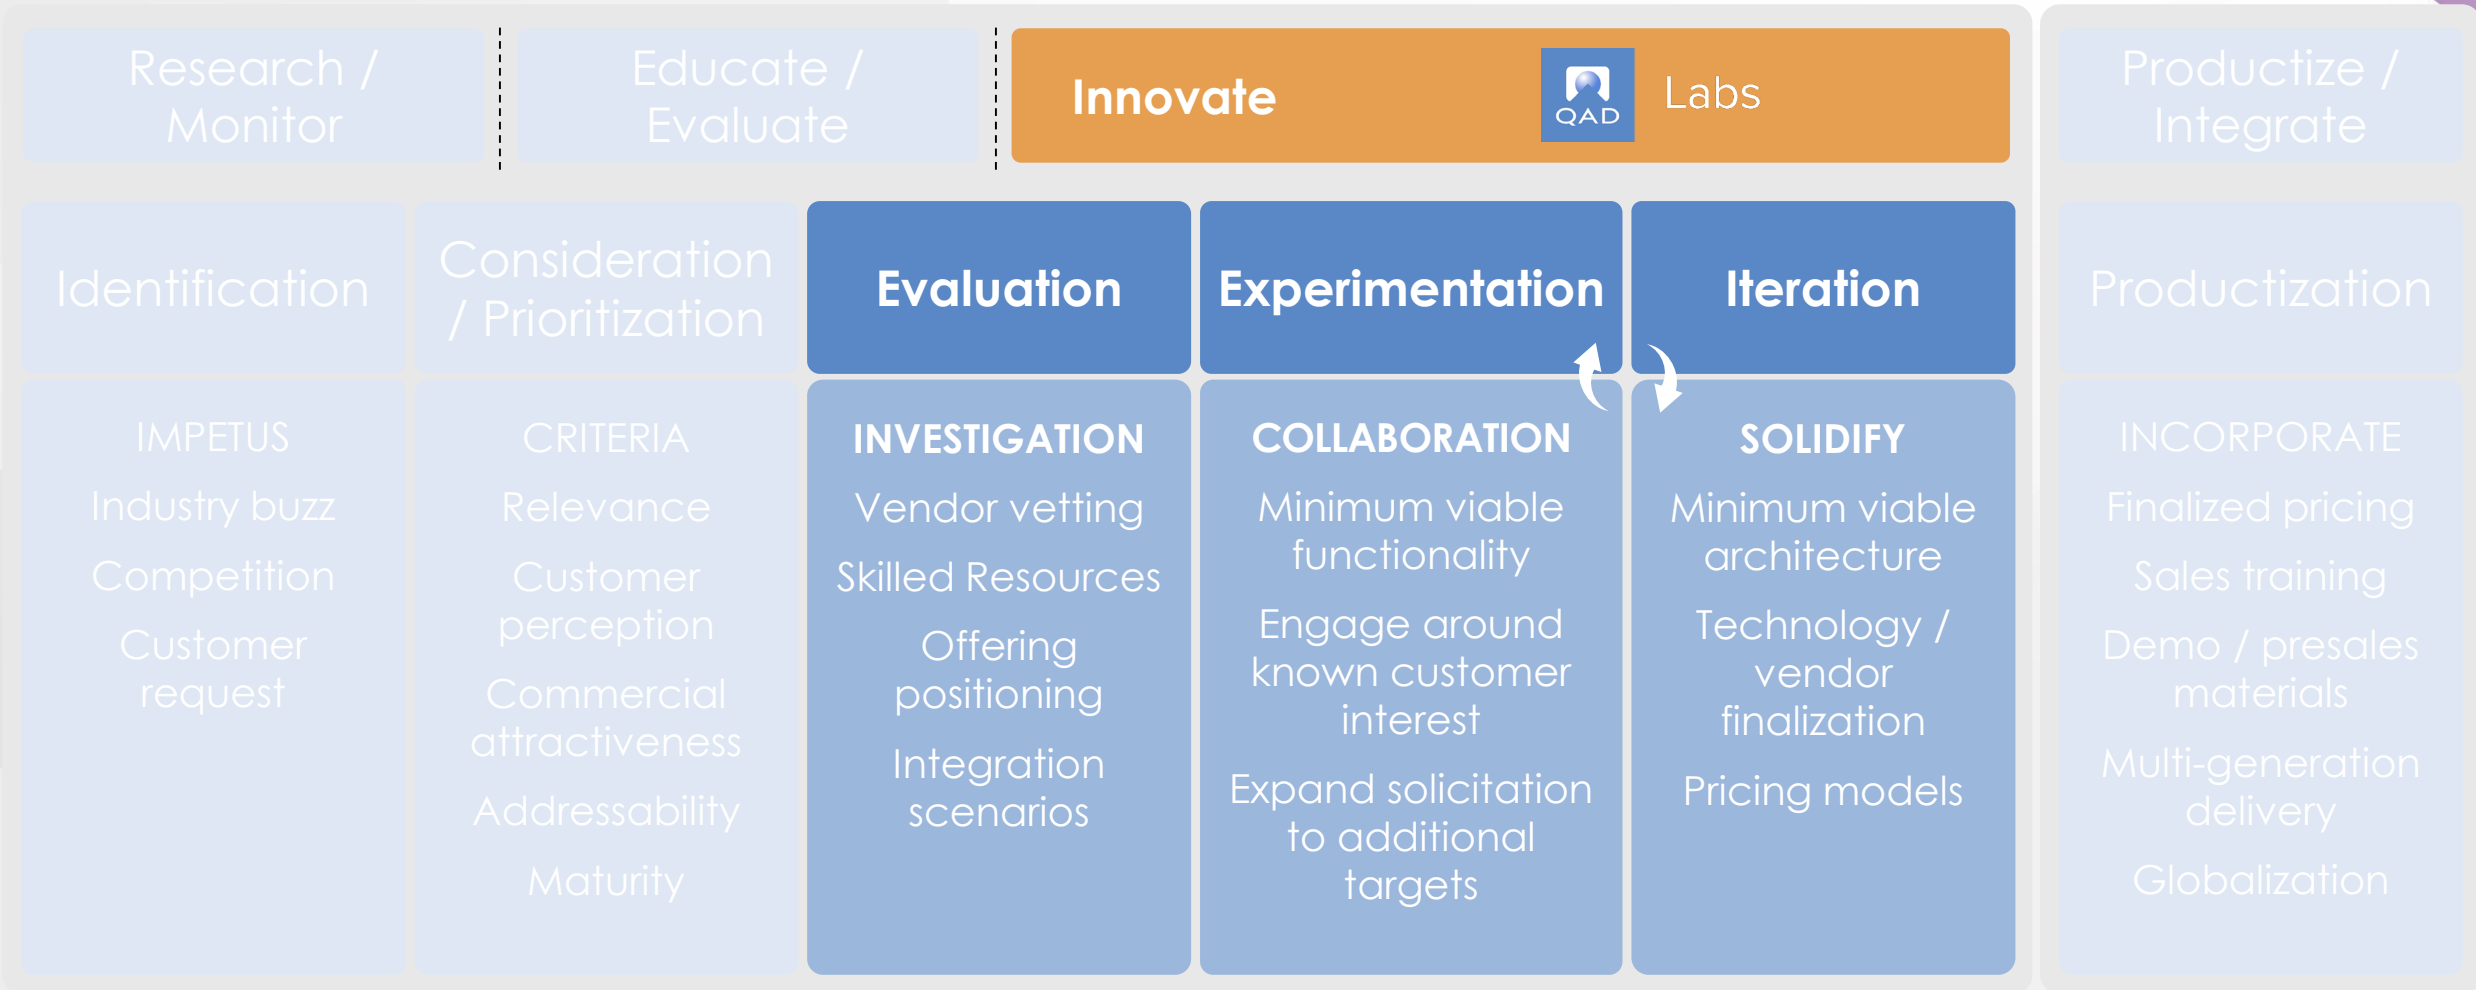 Research /
Monitor
Educate /
Evaluate
Innovate
QAD
Labs
Productize /
Integrate
Identification
Consideration
/ Prioritization
Evaluation
Experimentation
Iteration
Productization
IMPETUS
Industry buzz
Competition
Customer
request
CRITERIA
Relevance
Customer
perception
Commercial
attractiveness
Addressability
Maturity
INVESTIGATION
Vendor vetting
Skilled Resources
Offering
positioning
Integration
scenarios
COLLABORATION
Minimum viable
functionality
Engage around
known customer
interest
Expand solicitation
to additional
targets
SOLIDIFY
Minimum viable
architecture
Technology /
vendor
finalization
Pricing models
INCORPORATE
Finalized pricing
Sales training
Demo / presales
materials
Multi-generation
delivery
Globalization